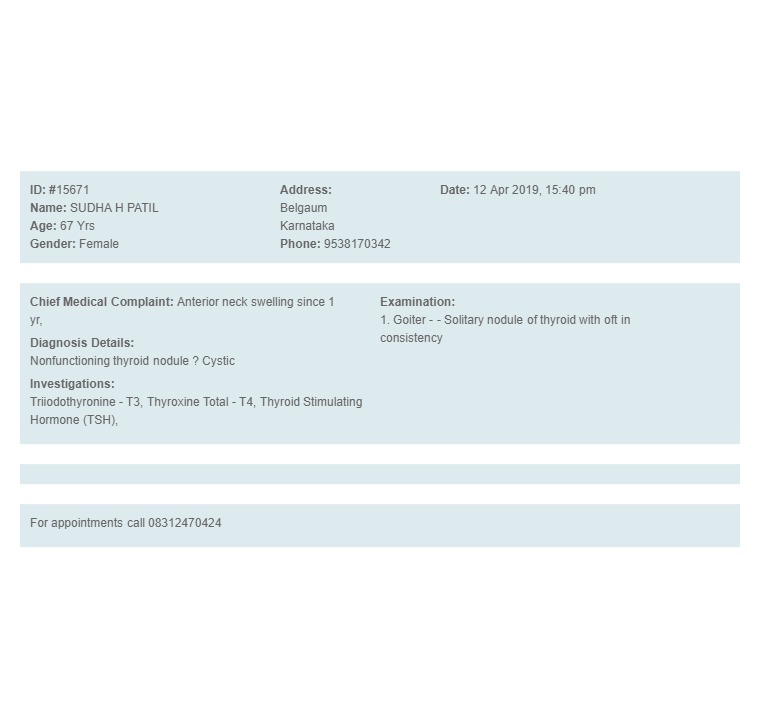 ID: #15671
Name: SUDHA H PATIL
Age: 67 Yrs
Gender: Female
Address:
Belgaum
Karnataka
Phone: 9538170342
Date: 12 Apr 2019, 15:40 pm
Chief Medical Complaint: Anterior neck swelling since 1
yr,
Diagnosis Details:
Nonfunctioning thyroid nodule ? Cystic
Investigations:
Triiodothyronine - T3, Thyroxine Total - T4, Thyroid Stimulating
Hormone (TSH),
Examination:
1. Goiter - - Solitary nodule of thyroid with oft in
consistency
For appointments call 08312470424